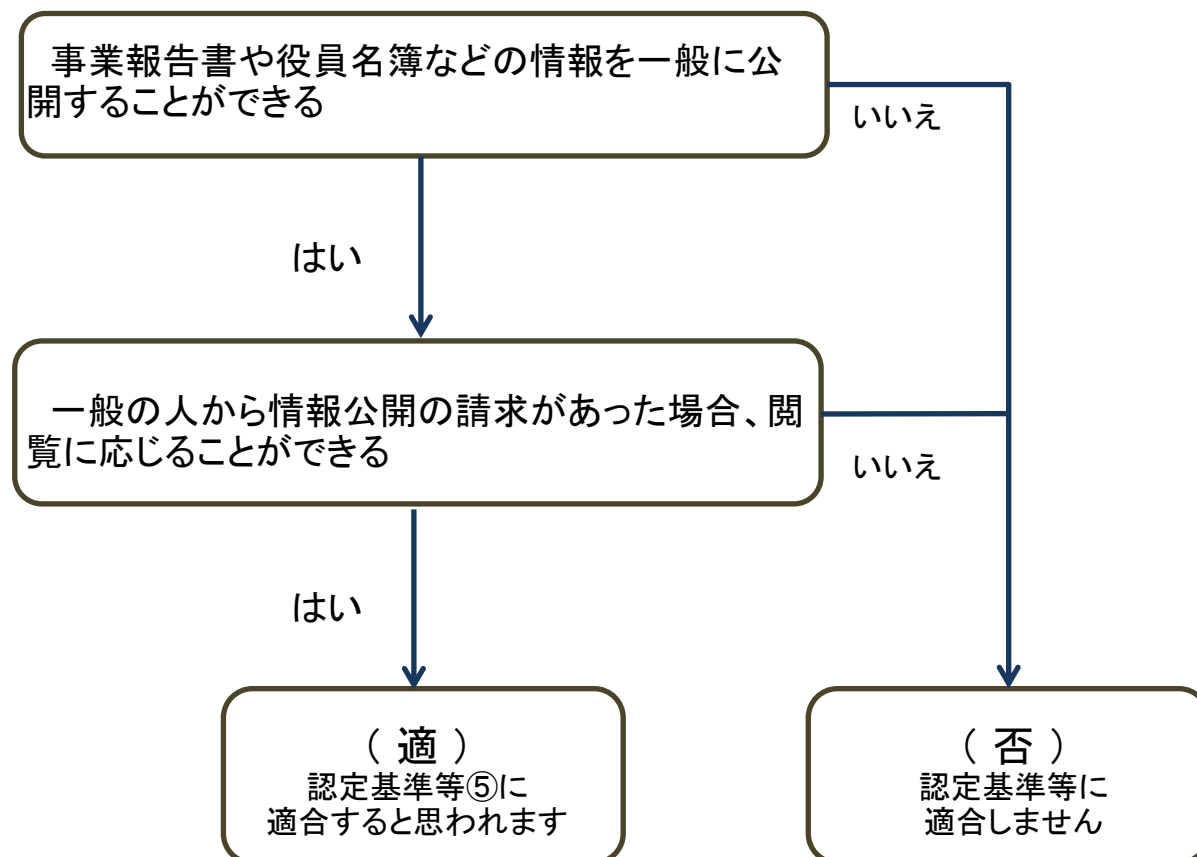 事業報告書や役員名簿などの情報を一般に公
開することができる
いいえ
はい
一般の人から情報公開の請求があった場合、閲
覧に応じることができる
いいえ
はい
（ 適 ）
認定基準等⑤に
適合すると思われます
（ 否 ）
認定基準等に
適合しません